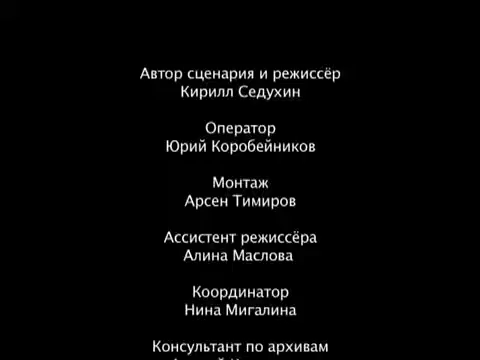 Автор сценария и режиссёр
Кирилл Седухин
Оператор
Юрий Коробейников
Монтаж
Арсен Тимиров
Ассистент режиссёра
Алина Маслова
Координатор
Нина Мигалина
Консультант по архивам